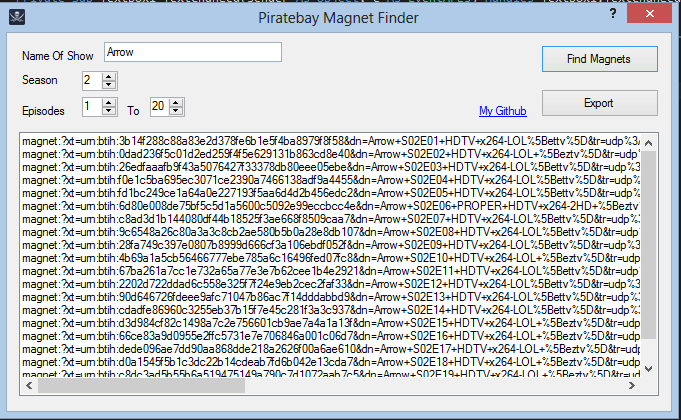 Piratebay Magnet Finder
?
Name Of Show Arrow
Find Magnets
Season 2
Episodes 1 To 20
My Github
Export
magnet:?xt=urn:btih:3b14f288c88a83e2d378fe6b1e5f4ba8979f8f58&dn=Arrow+S02E01+HDTV+x264-LOL%5Bettv%5D&tr=udp%3/
magnet:?xt=urn:btih:0dad236f5c01d2ed259f4f5e629131b863cd8e40&dn=Arrow+S02E02+HDTV+x264-LOL+%5Beztv%5D&tr=udp
magnet:?xt=urn:btih:26edfaaafb9f43a5076427f33378db80eee05ebe&dn=Arrow+S02E03+HDTV+x264-LOL%5Bettv%5D&tr=udp%
magnet:?xt=urn:btih:f0e1c5ba695ec3071ce2390a7466138adf9a4455&dn=Arrow+S02E04+HDTV+x264-LOL%5Bettv%5D&tr=udp%3
magnet:?xt=urn:btih:fd1bc249ce1a64a0e227193f5aa6d4d2b456edc2&dn=Arrow+S02E05+HDTV+x264-LOL%5Bettv%5D&tr=udp%
magnet:?xt=urn:btih:6d80e008de75bf5c5d1a5600c5092e99eccbcc4e&dn=Arrow+S02E06+PROPER+HDTV+x264-2HD+%5Beztv
magnet:?xt=urn:btih:c8ad3d1b144080df44b18525f3ae668f8509caa7&dn=Arrow+S02E07+HDTV+x264-LOL%5Bettv%5D&tr=udp%
magnet:?xt=urn:btih:9c6548a26c80a3a3c8cb2ae580b5b0a28e8db107&dn=Arrow+S02E08+HDTV+x264-LOL%5Bettv%5D&tr=udp%
magnet:?xt=urn:btih:28fa749c397e0807b8999d666cf3a106ebdf052f&dn=Arrow+S02E09+HDTV+x264-LOL%5Bettv%5D&tr=udp%3
magnet:?xt=urn:btih:4b69a1a5cb56466777ebe785a6c16496fed07fc8&dn=Arrow+S02E10+HDTV+x264-LOL+%5Beztv%5D&tr=udp
magnet:?xt=urn:btih:67ba261a7cc1e732a65a77e3e7b62cee1b4e2921&dn=Arrow+S02E11+HDTV+x264-LOL%5Bettv%5D&tr=udp%
magnet:?xt=urn:btih:2202d722ddad6c558e325f7f24e9eb2cec2faf33&dn=Arrow+S02E12+HDTV+x264-LOL%5Bettv%5D&tr=udp%3
magnet:?xt=urn:btih:90d646726fdeee9afc71047b86ac7f14dddabbd9&dn=Arrow+S02E13+HDTV+x264-LOL%5Bettv%5D&tr=udp%
magnet:?xt=urn:btih:cdadfe86960c3255eb37b15f7e45c281f3a3c937&dn=Arrow+S02E14+HDTV+x264-LOL+%5Beztv%5D&tr=udp
magnet:?xt=urn:btih:d3d984cf82c1498a7c2e756601cb9ae7a4a1a13f&dn=Arrow+S02E15+HDTV+x264-LOL+%5Beztv%5D&tr=udp
magnet:?xt=urn:btih:66ce83a9d0955e2ffc5731e7e706846a001c06d7&dn=Arrow+S02E16+HDTV+x264-LOL+%5Beztv%5D&tr=udp
magnet:?xt=urn:btih:dede096ae7dd90aa868dde218a2626f00a6ae610&dn=Arrow+S02E17+HDTV+x264-LOL+%5Beztv%5D&tr=udp
magnet:?xt=urn:btih:d0a1545f5b1c3dc22b14cdeab7fd6b042e13cda7&dn=Arrow+S02E18+HDTV+x264-LOL+%5Beztv%5D&tr=udp
magnet:?xt=urn:btih:c8dc3ad5b55b6a519475149a790c7d1072aab7c5&dn=Arrow+S02E19+HDTV+x264-LOL+%5Beztv%5D&tr=udp